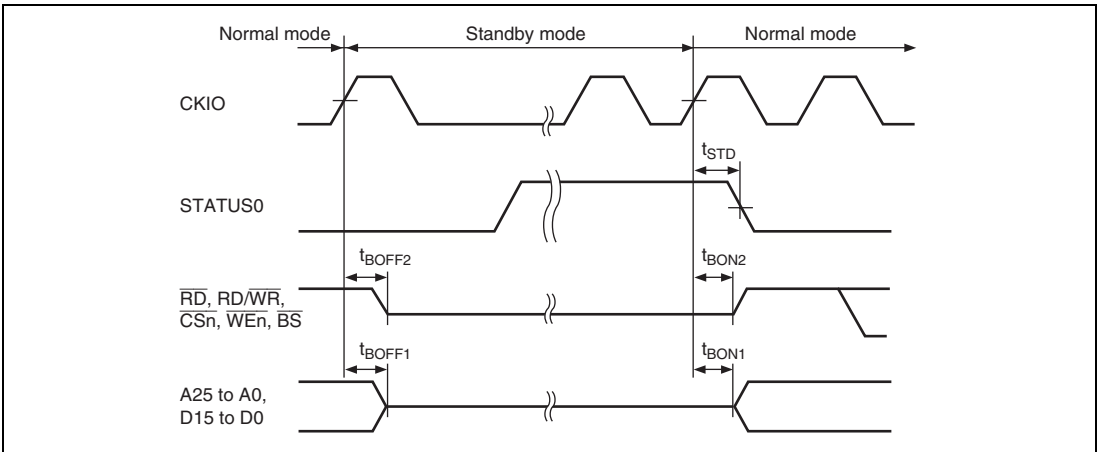 Normal mode Standby mode Normal mode
CKIO
tSTD
STATUS0
tBOFF2 tBON2
RD, RD/WR,
CSn, WEn, BS
tBOFF1 tBON1
A25 to A0,
D15 to D0